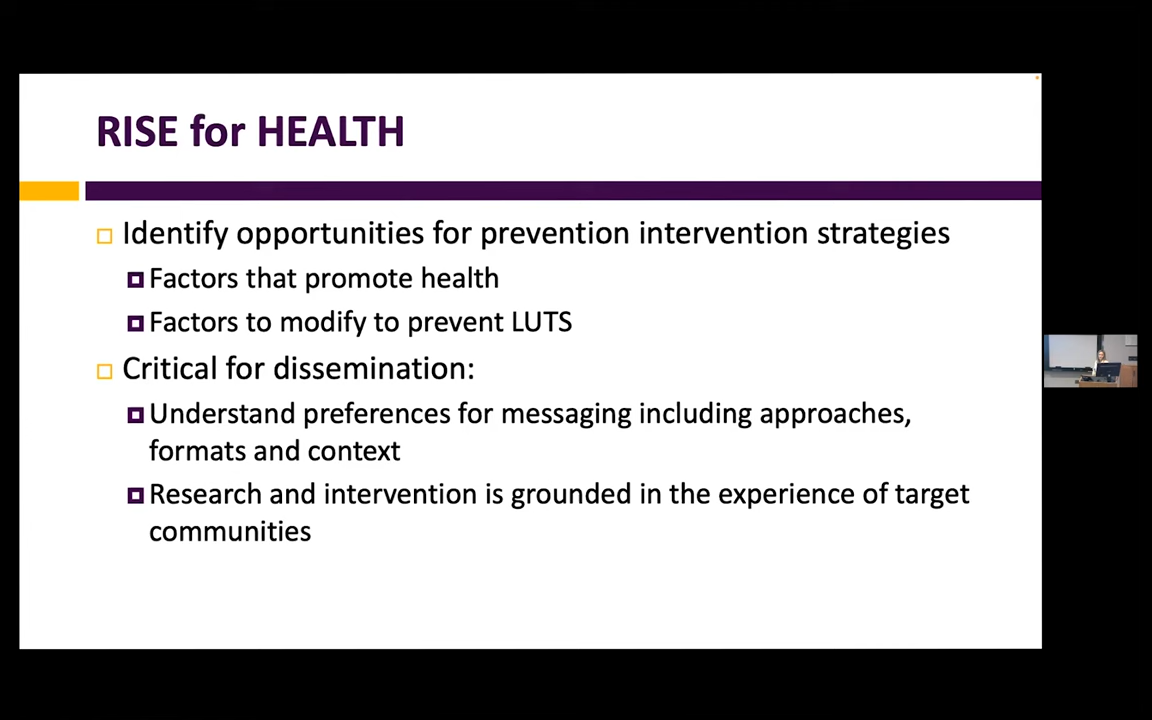 RISE for HEALTH
Identify opportunities for prevention intervention strategies
Factors that promote health
Factors to modify to prevent LUTS
Critical for dissemination:
Understand preferences for messaging including approaches,
formats and context
Research and intervention is grounded in the experience of target
communities